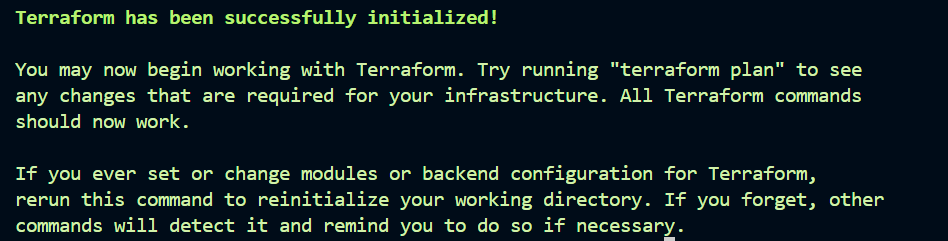 Terraform has been successfully initialized!
You may now begin working with Terraform. Try running "terraform plan" to see
any changes that are required for your infrastructure. All Terraform commands
should now work.
If you ever set or change modules or backend configuration for Terraform,
rerun this command to reinitialize your working directory. If you forget, other
commands will detect it and remind you to do so if necessary.